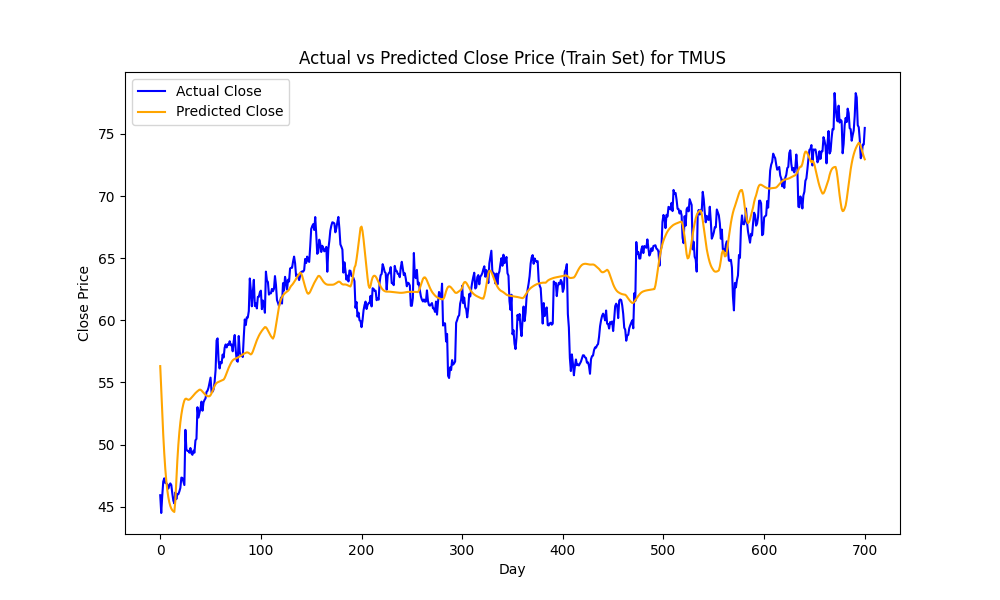 Actual vs Predicted Close Price (Train Set) for TMUS
Actual Close
Predicted Close
Close Price
75
70
65
60
55
50
45
0 100 200 300 400 500 600 700
Day